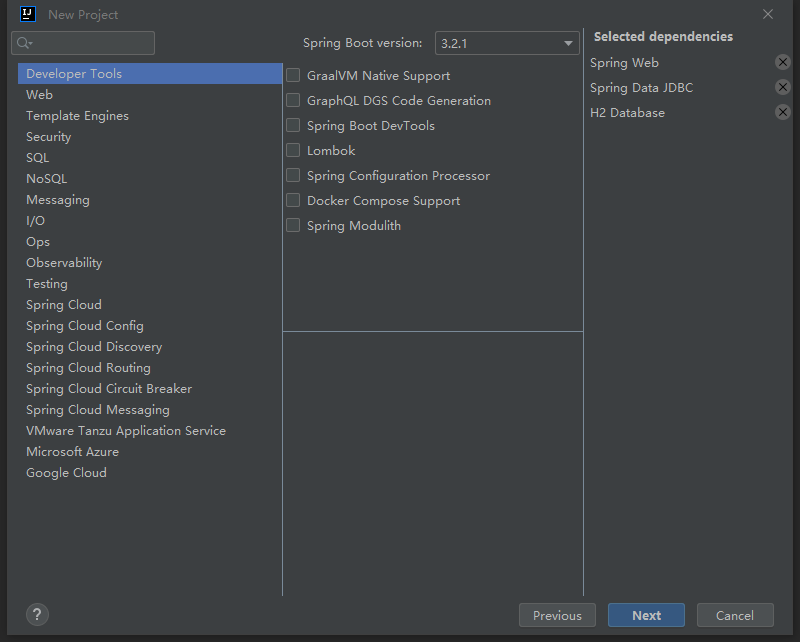 New Project
Spring Boot version:
3.2.1
Developer Tools
Web
Template Engines
Security
SQL
NoSQL
Messaging
I/O
Ops
Observability
Testing
Spring Cloud
Spring Cloud Config
Spring Cloud Discovery
Spring Cloud Routing
Spring Cloud Circuit Breaker
Spring Cloud Messaging
VMware Tanzu Application Service
Microsoft Azure
Google Cloud
GraalVM Native Support
GraphQL DGS Code Generation
Spring Boot DevTools
Lombok
Spring Configuration Processor
Docker Compose Support
Spring Modulith
Selected dependencies
Spring Web
Spring Data JDBC
H2 Database
?
Previous
Next
Cancel